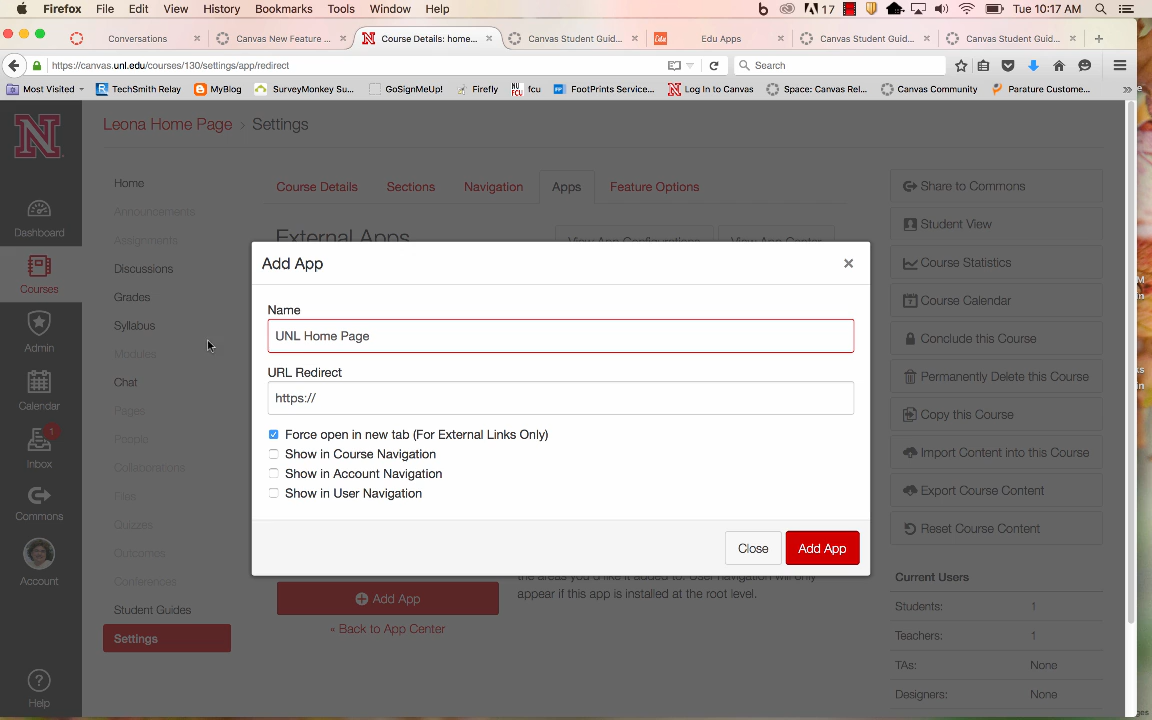 Firefox File Edit View History Bookmarks Tools Window Help 17 Tue 10:17 AM
Conversations × Canvas New Feature ... × Course Details: home... × Canvas Student Guid... × Edu Apps × Canvas Student Guid... × Canvas Student Guid... × +
https://canvas.unl.edu/courses/130/settings/app/redirect Search
Most Visited TechSmith Relay MyBlog SurveyMonkey Su... GoSignMeUp! Firefly fcu FootPrints Service... Log In to Canvas Space: Canvas Rel... Canvas Community Parature Custome... »
Leona Home Page › Settings
Dashboard
Courses
Admin
Calendar
1
Inbox
Commons
Account
Help
Home
Announcements
Assignments
Discussions
Grades
Syllabus
Modules
Chat
Pages
People
Collaborations
Files
Quizzes
Outcomes
Conferences
Student Guides
Settings
Course Details Sections Navigation Apps Feature Options
External Apps View App Configurations View App Center
Add App ×
Name
UNL Home Page
URL Redirect
https://
Force open in new tab (For External Links Only)
Show in Course Navigation
Show in Account Navigation
Show in User Navigation
Close Add App
the areas you'd like it added to. User navigation will only
appear if this app is installed at the root level.
Add App
« Back to App Center
Share to Commons
Student View
Course Statistics
Course Calendar
Conclude this Course
Permanently Delete this Course
Copy this Course
Import Content into this Course
Export Course Content
Reset Course Content
Current Users
Students: 1
Teachers: 1
TAs: None
Designers: None